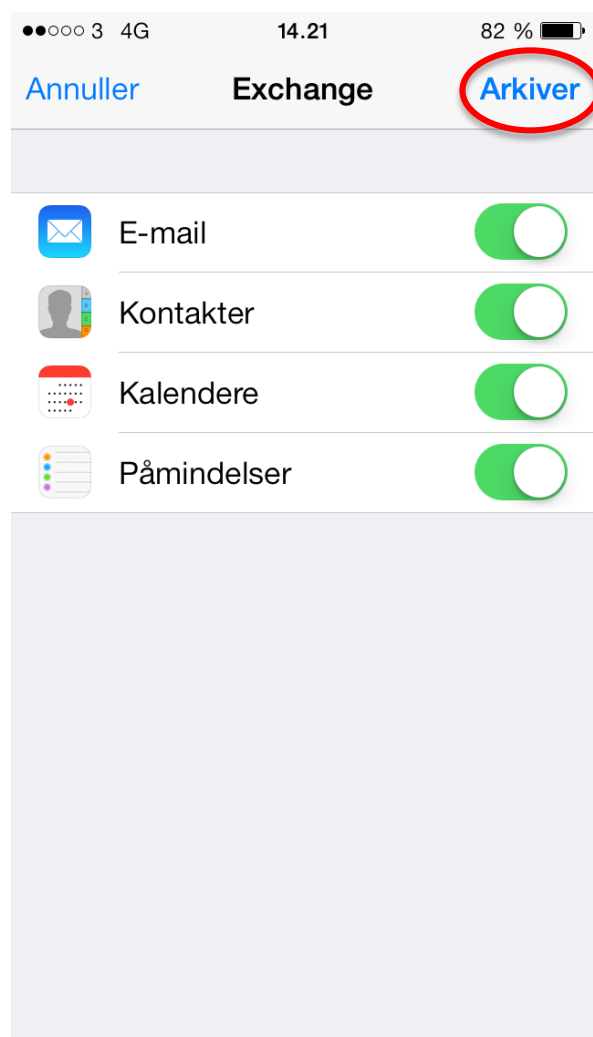 3 4G 14.21 82 %
Annuller Exchange Arkiver
E-mail
Kontakter
Kalendere
Påmindelser